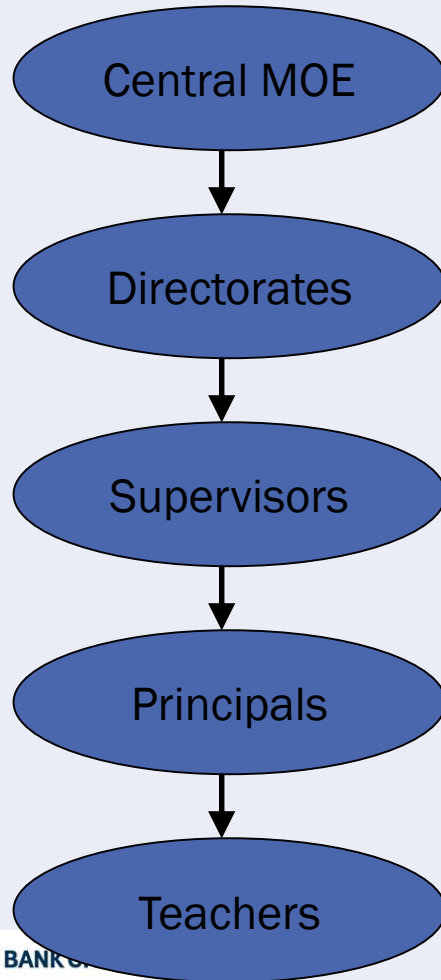 Central MOE
Directorates
Supervisors
Principals
Teachers
BANK